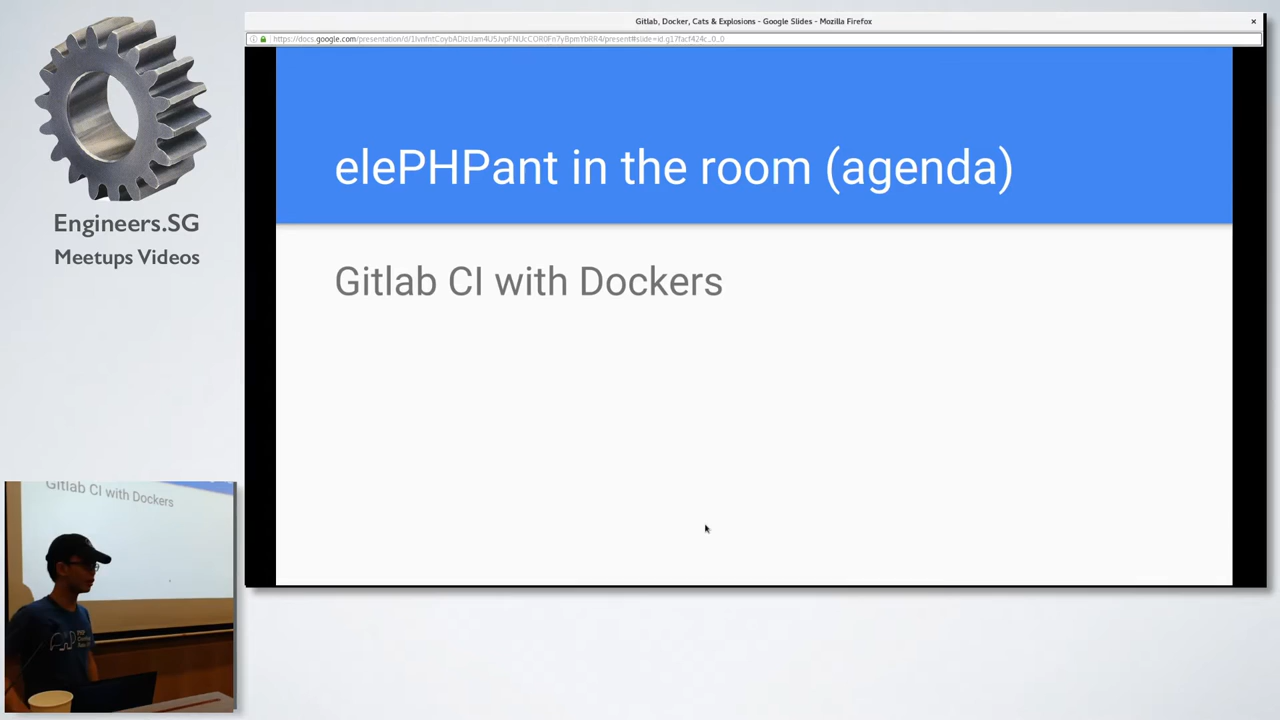 Gitlab, Docker, Cats & Explosions - Google Slides - Mozilla Firefox
elePHPant in the room (agenda)
Gitlab CI with Dockers
Engineers.SG
Meetups Videos
Gitlab CI with Dockers
PHP